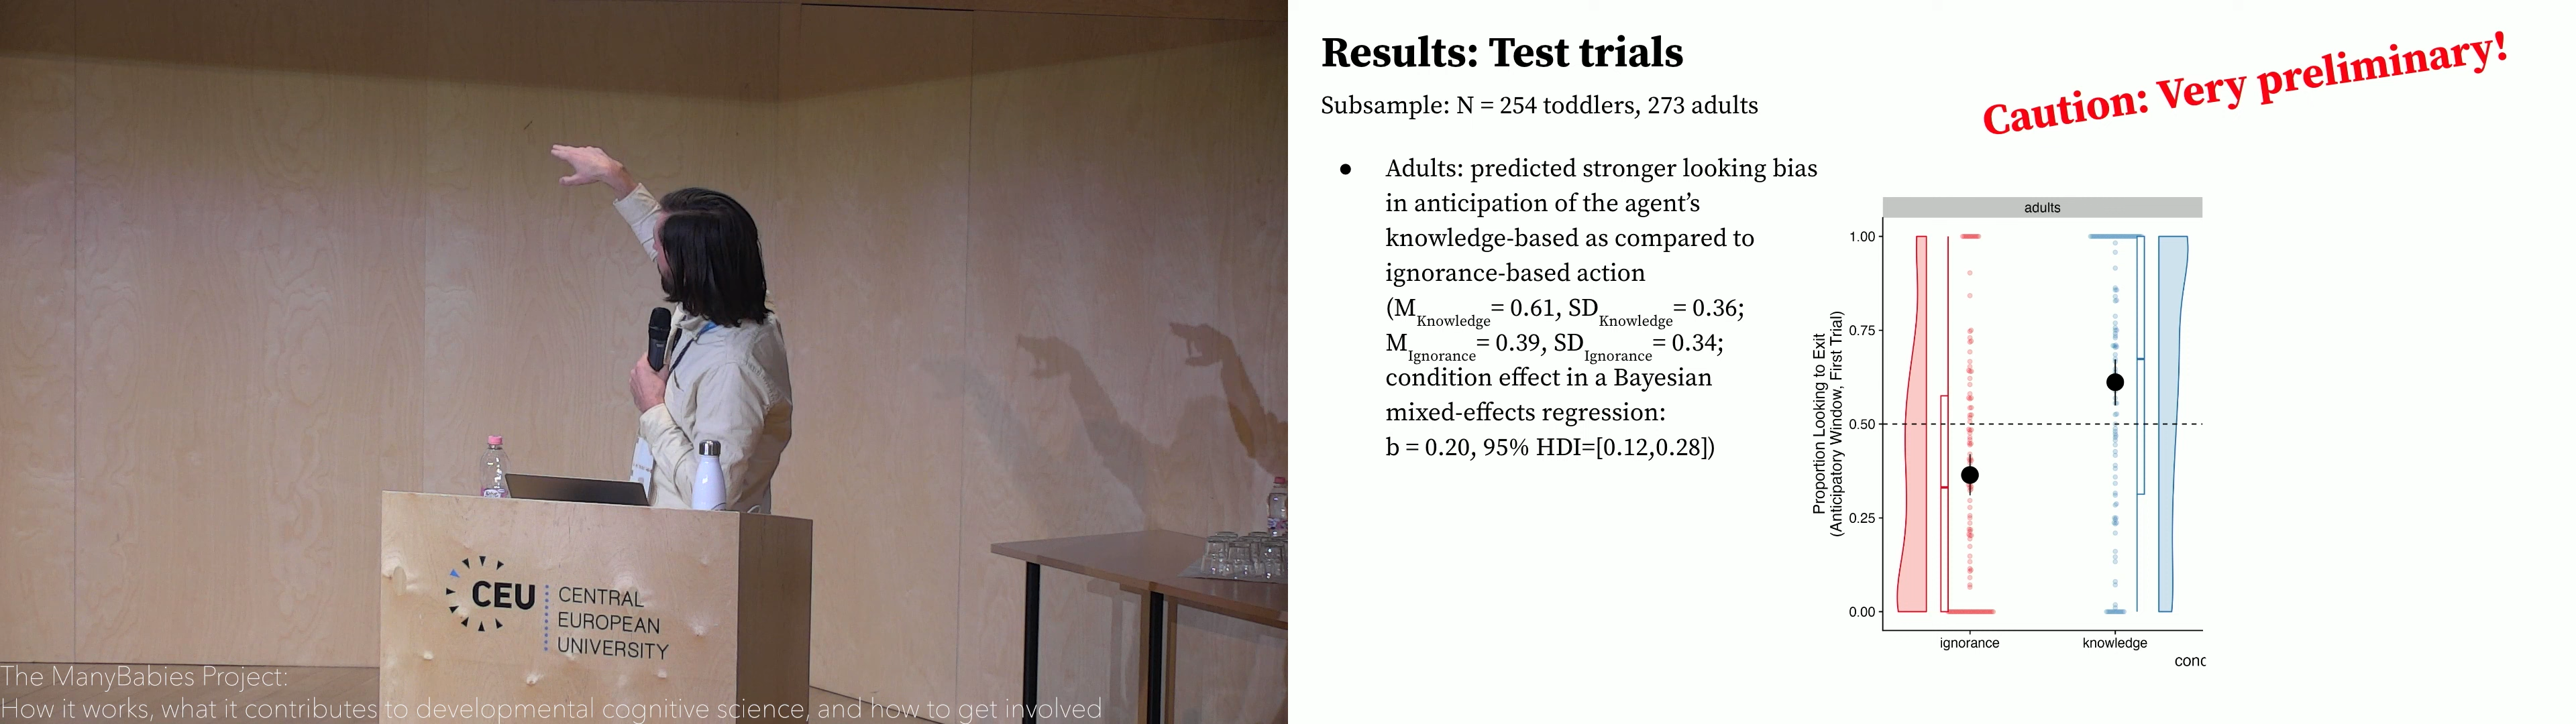 CEU
CENTRAL
EUROPEAN
UNIVERSITY
The ManyBabies Project:
How it works, what it contributes to developmental cognitive science, and how to get involved
Results: Test trials
Caution: Very preliminary!
Subsample: N = 254 toddlers, 273 adults
● Adults: predicted stronger looking bias
in anticipation of the agent’s
knowledge-based as compared to
ignorance-based action
(MKnowledge= 0.61, SDKnowledge= 0.36;
MIgnorance= 0.39, SDIgnorance= 0.34;
condition effect in a Bayesian
mixed-effects regression:
b = 0.20, 95% HDI=[0.12,0.28])
adults
Proportion Looking to Exit
(Anticipatory Window, First Trial)
1.00
0.75
0.50
0.25
0.00
ignorance knowledge
conc